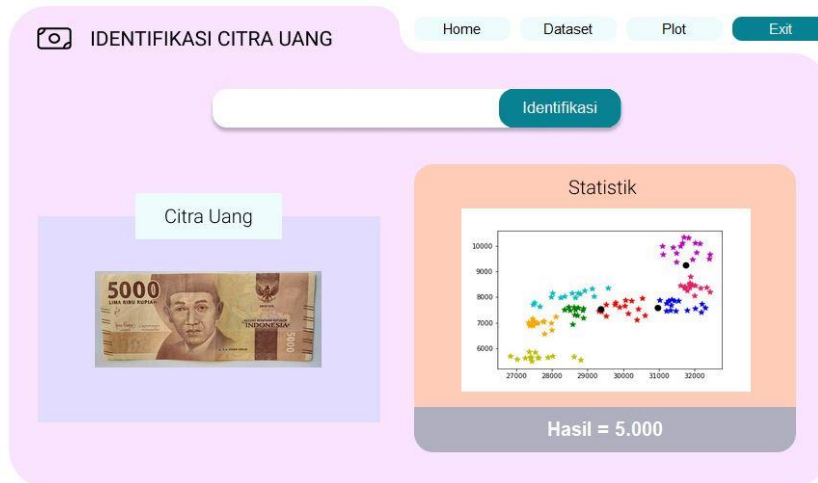 IDENTIFIKASI CITRA UANG
Home
Dataset
Plot
Exit
Identifikasi
Citra Uang
5000
LIMA RIBU RUPIAH
INDONESIA
5000
Statistik
10000
9000
8000
7000
6000
27000 28000 29000 30000 31000 32000
Hasil = 5.000